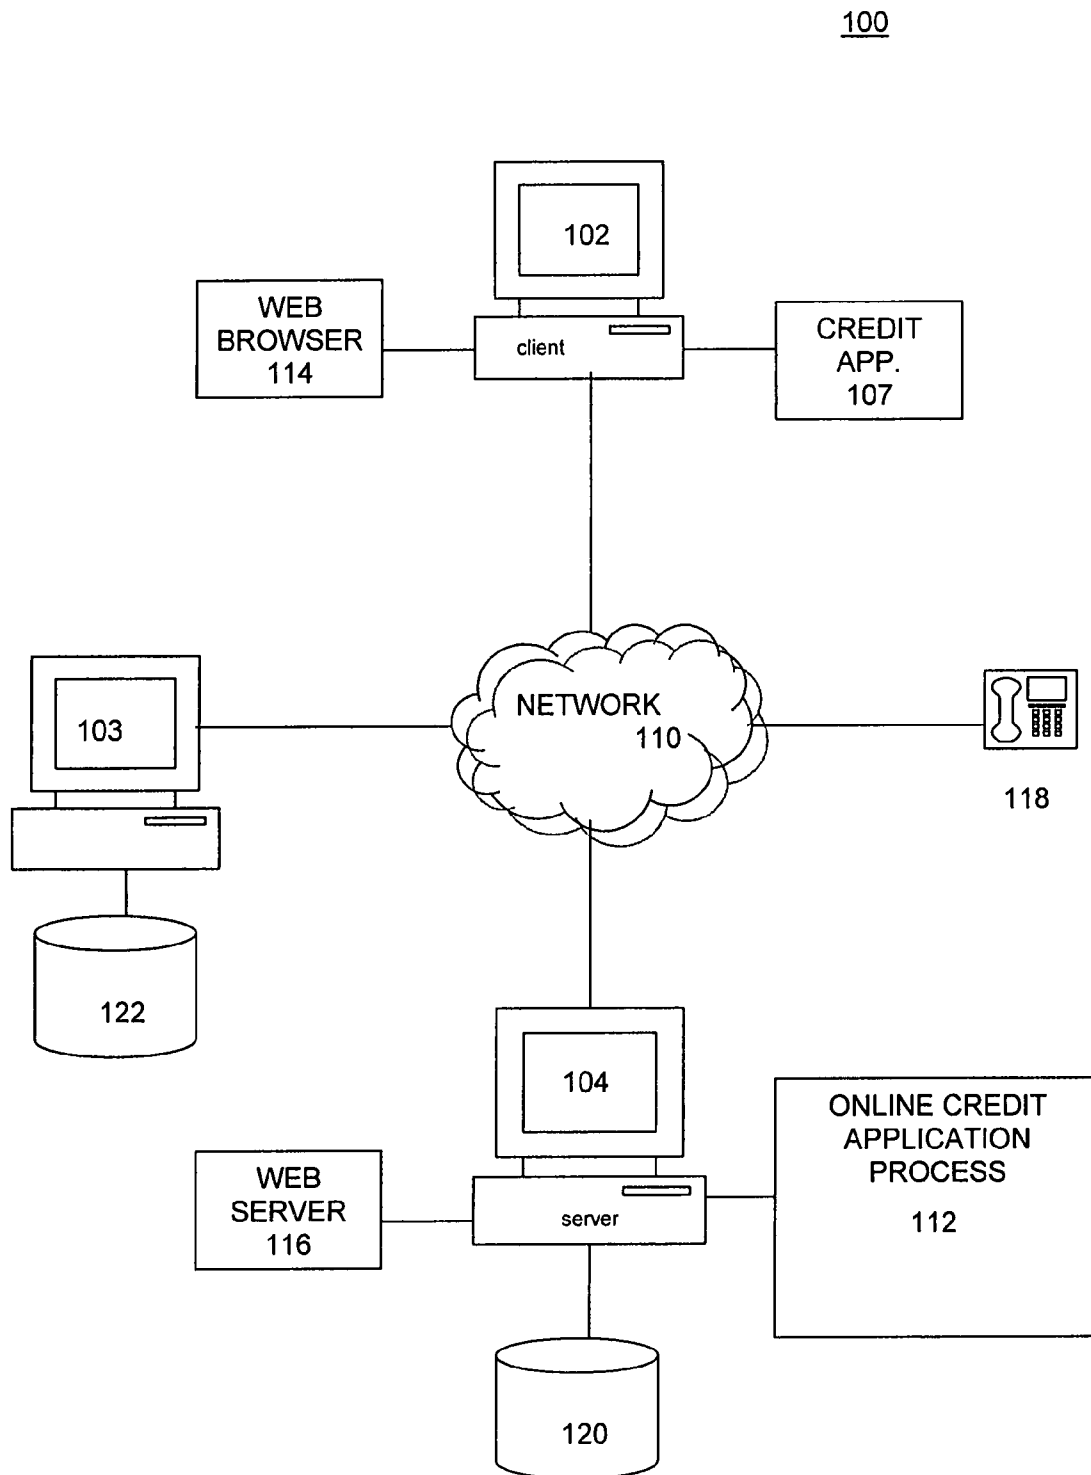 100
102
WEB
BROWSER
114
client
CREDIT
APP.
107
103
NETWORK
110
118
122
104
ONLINE CREDIT
APPLICATION
PROCESS
112
WEB
SERVER
116
server
120